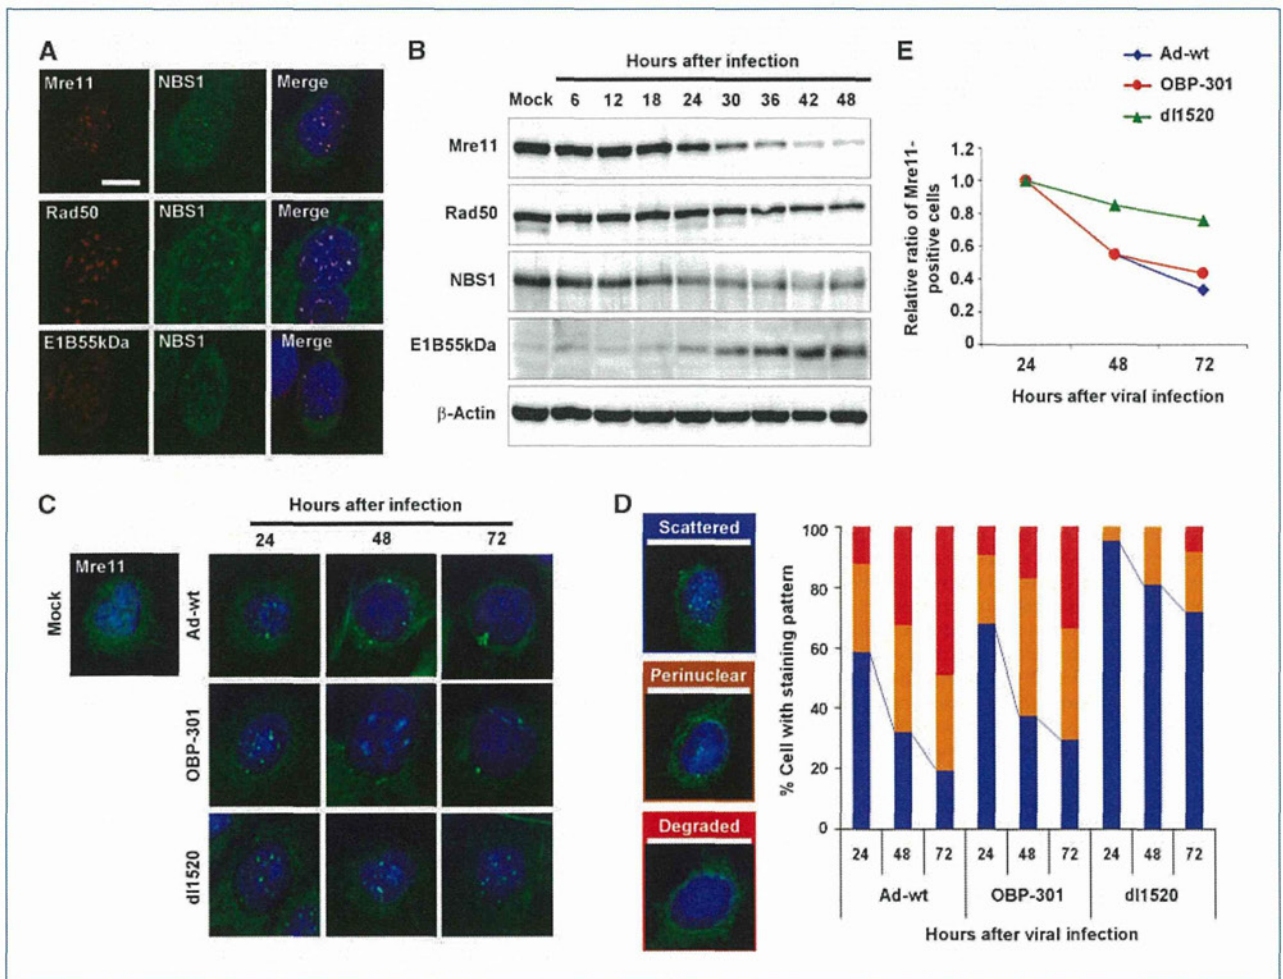 A
Mre11 NBS1 Merge
Rad50 NBS1 Merge
E1B55kDa NBS1 Merge
B
Hours after infection
Mock 6 12 18 24 30 36 42 48
Mre11
Rad50
NBS1
E1B55kDa
β-Actin
E
Ad-wt
OBP-301
dl1520
Relative ratio of Mre11-
positive cells
1.2
1.0
0.8
0.6
0.4
0.2
0
24 48 72
Hours after viral infection
C
Hours after infection
24 48 72
Mock
Mre11
Ad-wt
OBP-301
dl1520
D
Scattered
Perinuclear
Degraded
% Cell with staining pattern
100
80
60
40
20
0
24 48 72 24 48 72 24 48 72
Ad-wt OBP-301 dl1520
Hours after viral infection